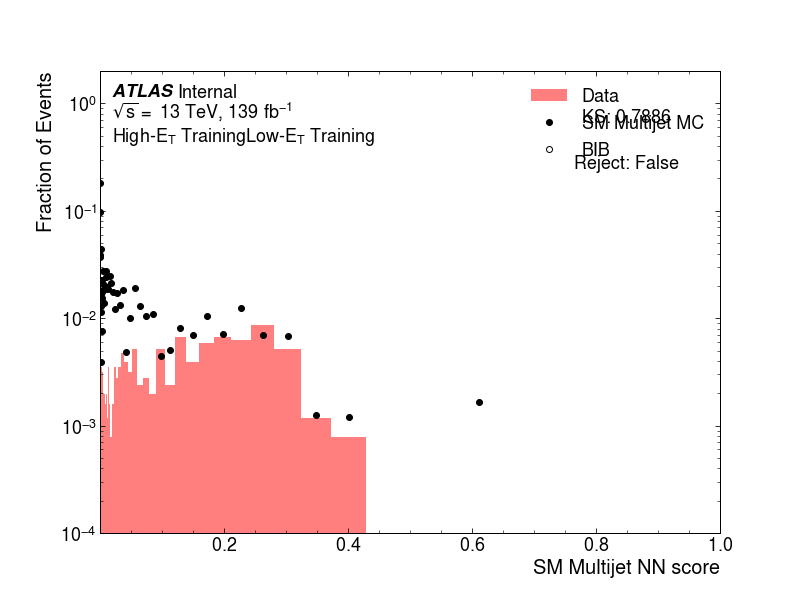 ATLAS Internal
√s = 13 TeV, 139 fb⁻¹
High-E_T TrainingLow-E_T Training
Data
KS: 0.7886
SM Multijet MC
BIB
Reject: False
Fraction of Events
10⁰
10⁻¹
10⁻²
10⁻³
10⁻⁴
0.2 0.4 0.6 0.8 1.0
SM Multijet NN score